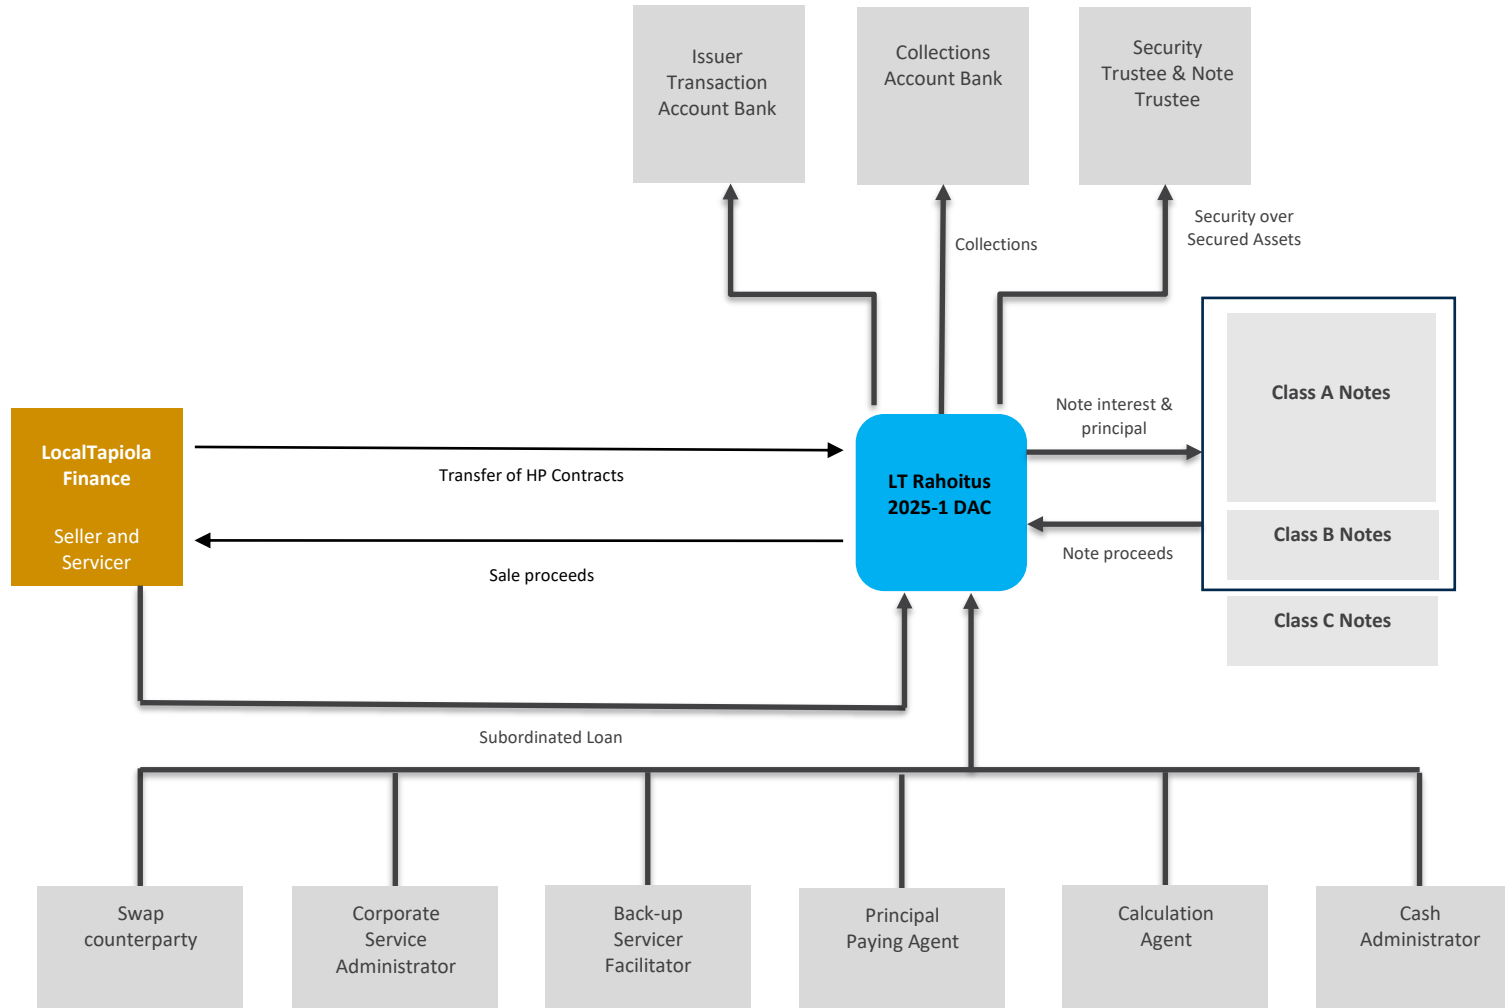 Issuer
Transaction
Account Bank
Collections
Account Bank
Security
Trustee & Note
Trustee
Collections
Security over
Secured Assets
LocalTapiola
Finance
Seller and
Servicer
Transfer of HP Contracts
Sale proceeds
LT Rahoitus
2025-1 DAC
Note interest &
principal
Note proceeds
Class A Notes
Class B Notes
Class C Notes
Subordinated Loan
Swap
counterparty
Corporate
Service
Administrator
Back-up
Servicer
Facilitator
Principal
Paying Agent
Calculation
Agent
Cash
Administrator